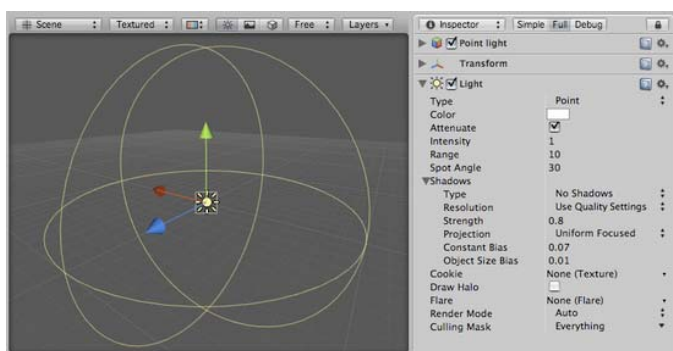 Scene Textured Free Layers
Inspector Simple Full Debug
Point light
Transform
Light
Type Point
Color
Attenuate
Intensity 1
Range 10
Spot Angle 30
Shadows
Type No Shadows
Resolution Use Quality Settings
Strength 0.8
Projection Uniform Focused
Constant Bias 0.07
Object Size Bias 0.01
Cookie None (Texture)
Draw Halo
Flare None (Flare)
Render Mode Auto
Culling Mask Everything